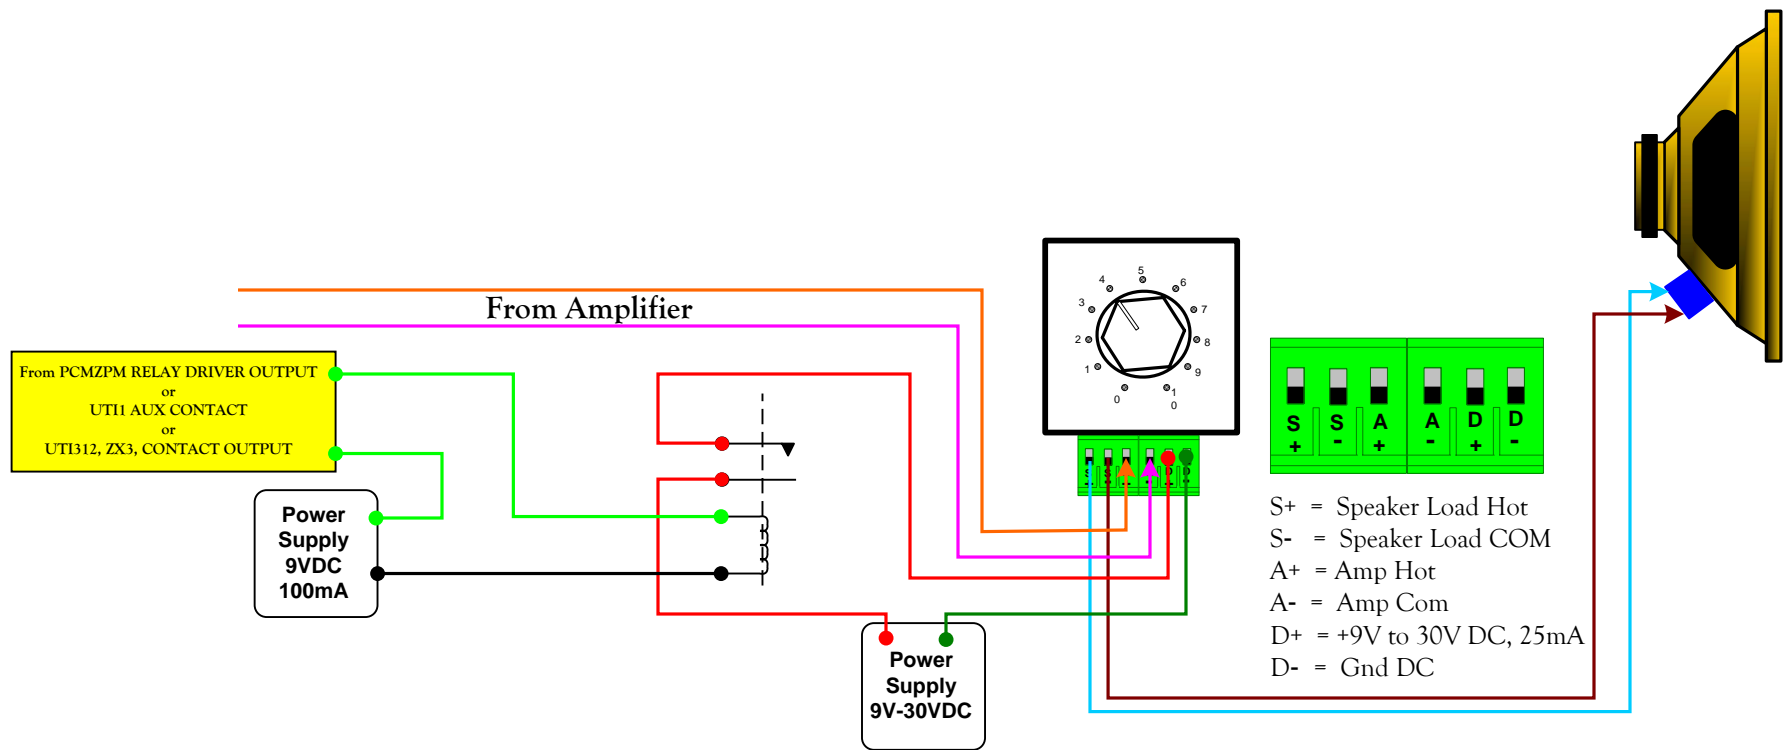 From Amplifier
From PCMZPM RELAY DRIVER OUTPUT
or
UTI1 AUX CONTACT
or
UTI312, ZX3, CONTACT OUTPUT
Power
Supply
9VDC
100mA
Power
Supply
9V-30VDC
0
1
2
3
4
5
6
7
8
9
1
0
S S A A D D
+ - + - + -
S+ = Speaker Load Hot
S- = Speaker Load COM
A+ = Amp Hot
A- = Amp Com
D+ = +9V to 30V DC, 25mA
D- = Gnd DC